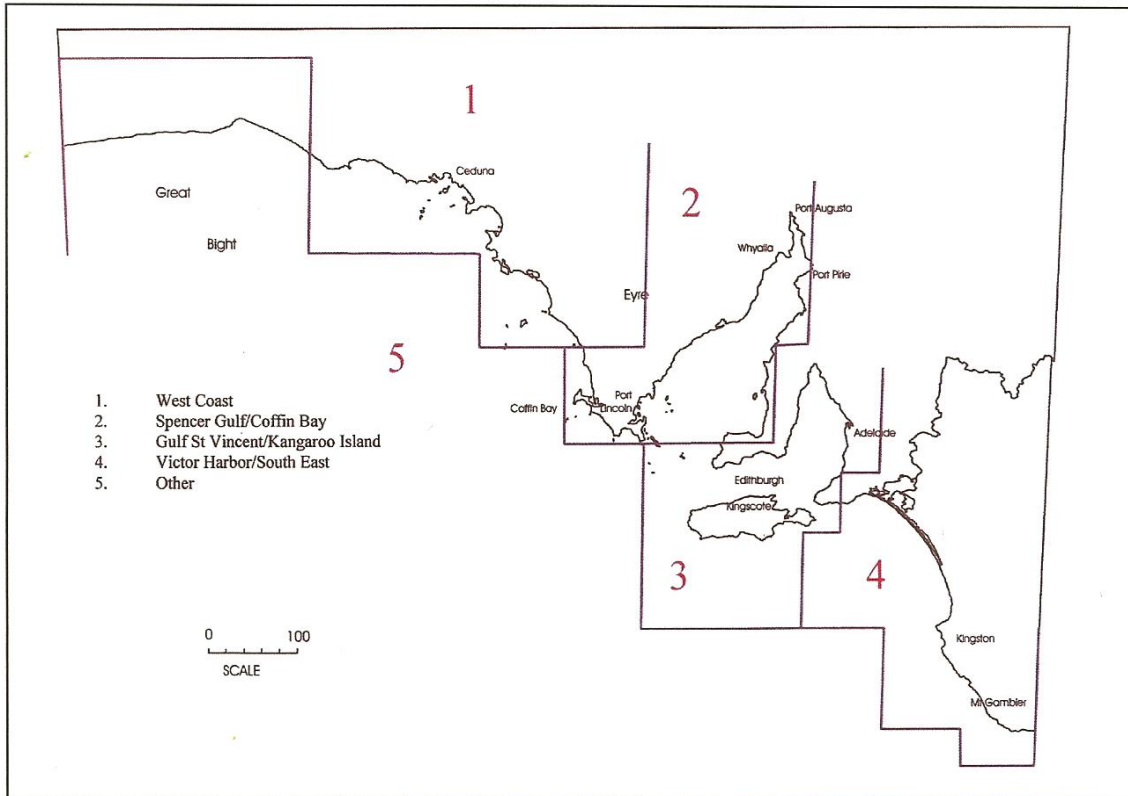 1
Ceduna
Great
2
Port Augusta
Bight
Whyalla
Port Pirie
Eyre
5
1. West Coast
2. Spencer Gulf/Coffin Bay
3. Gulf St Vincent/Kangaroo Island
4. Victor Harbor/South East
5. Other
Port
Coffin Bay
Lincoln
Adelaide
Edithburgh
Kingscote
3
4
0 100
SCALE
Kingston
Mt Gambier